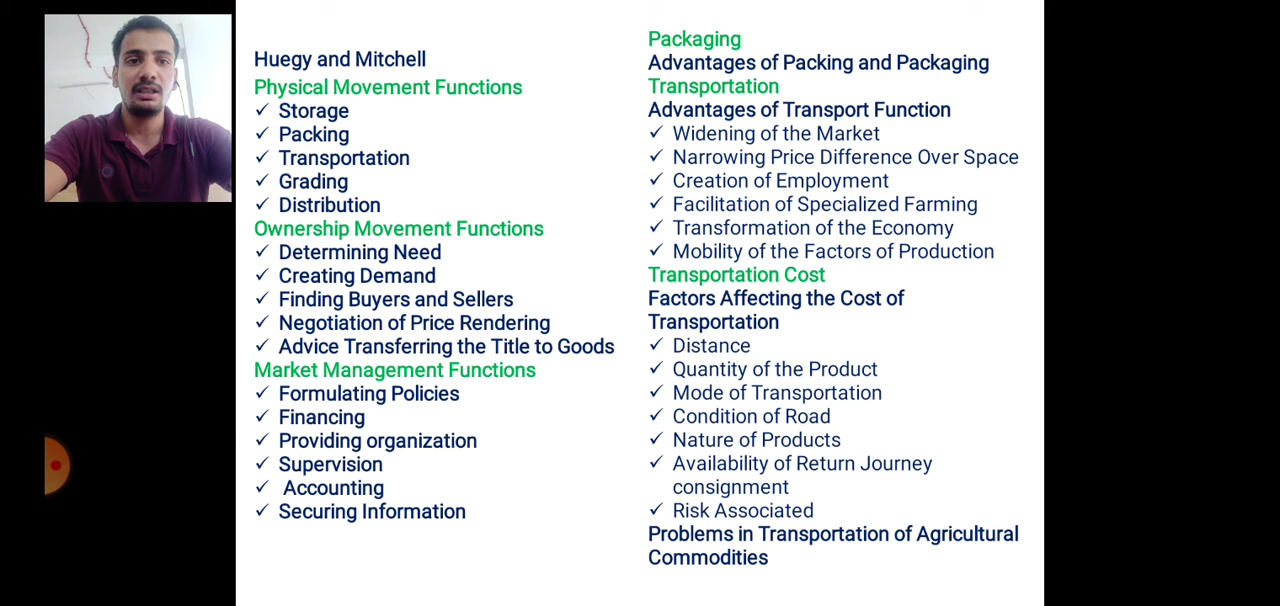 Huegy and Mitchell
Physical Movement Functions
✓ Storage
✓ Packing
✓ Transportation
✓ Grading
✓ Distribution
Ownership Movement Functions
✓ Determining Need
✓ Creating Demand
✓ Finding Buyers and Sellers
✓ Negotiation of Price Rendering
✓ Advice Transferring the Title to Goods
Market Management Functions
✓ Formulating Policies
✓ Financing
✓ Providing organization
✓ Supervision
✓ Accounting
✓ Securing Information
Packaging
Advantages of Packing and Packaging
Transportation
Advantages of Transport Function
✓ Widening of the Market
✓ Narrowing Price Difference Over Space
✓ Creation of Employment
✓ Facilitation of Specialized Farming
✓ Transformation of the Economy
✓ Mobility of the Factors of Production
Transportation Cost
Factors Affecting the Cost of
Transportation
✓ Distance
✓ Quantity of the Product
✓ Mode of Transportation
✓ Condition of Road
✓ Nature of Products
✓ Availability of Return Journey
consignment
✓ Risk Associated
Problems in Transportation of Agricultural
Commodities